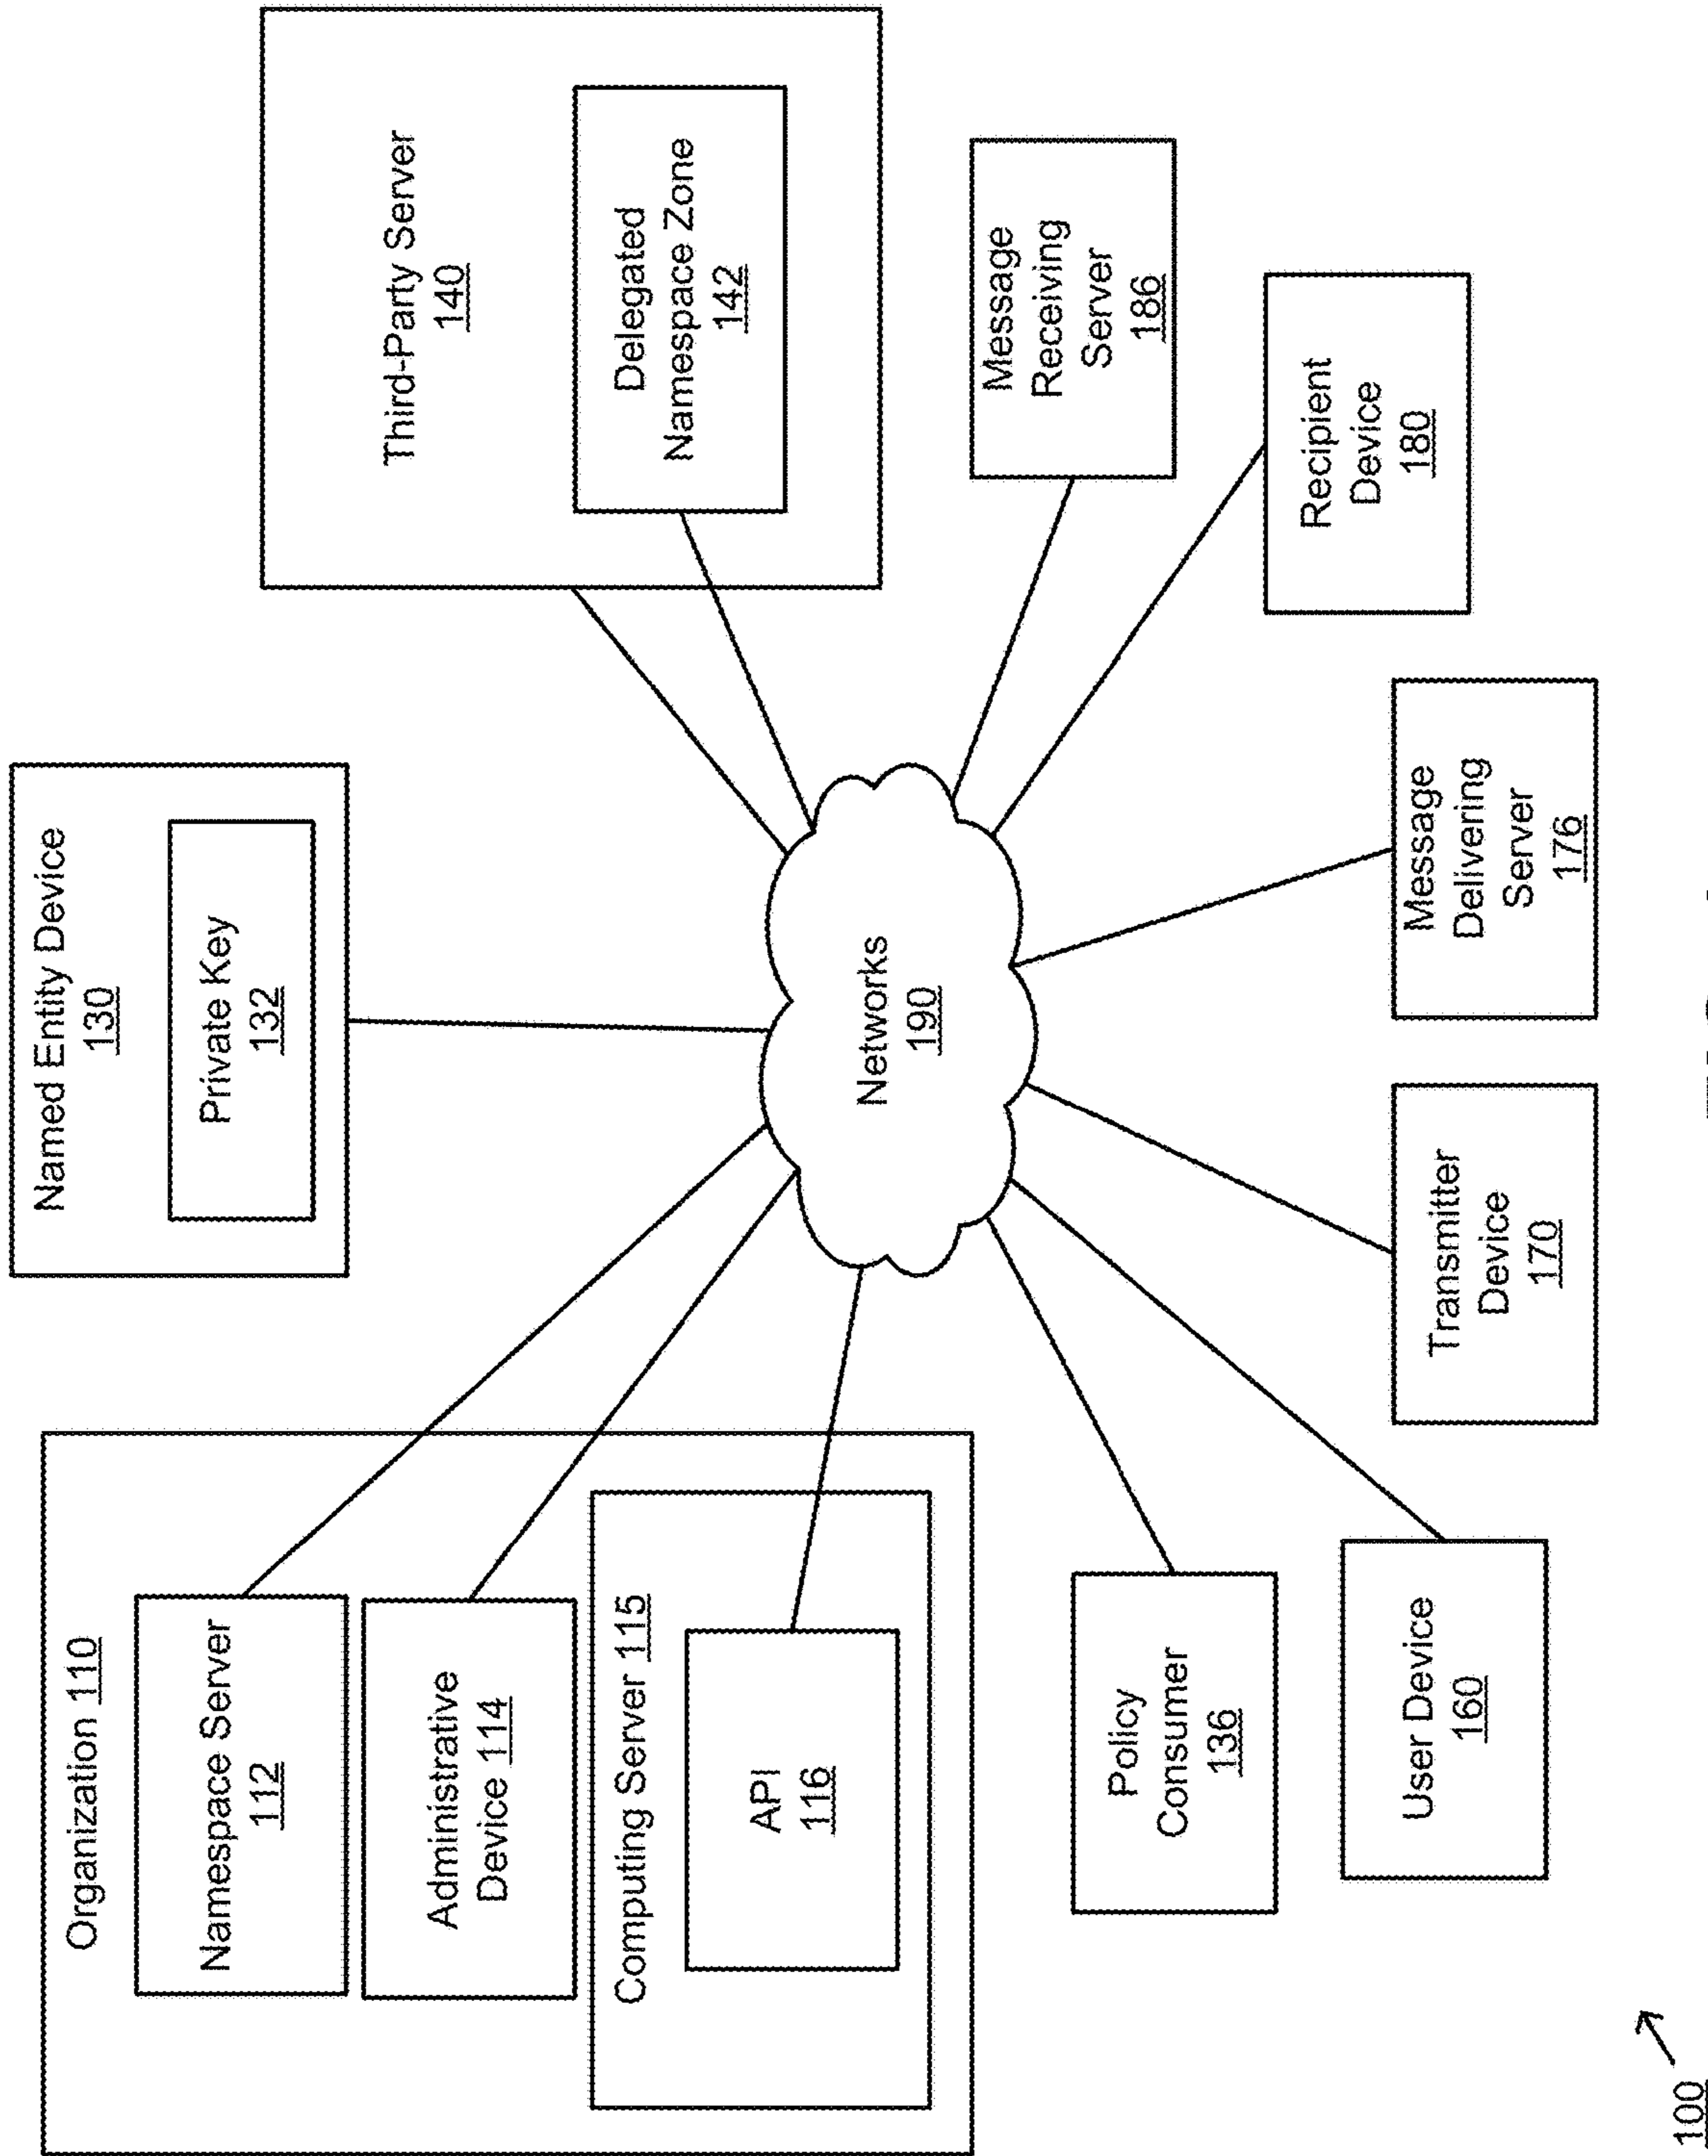 Organization 110
Namespace Server
112
Administrative
Device 114
Computing Server 115
API
116
Named Entity Device
130
Private Key
132
Third-Party Server
140
Delegated
Namespace Zone
142
Networks
190
Policy
Consumer
136
User Device
160
Transmitter
Device
170
Message
Delivering
Server
176
Recipient
Device
180
Message
Receiving
Server
186
100